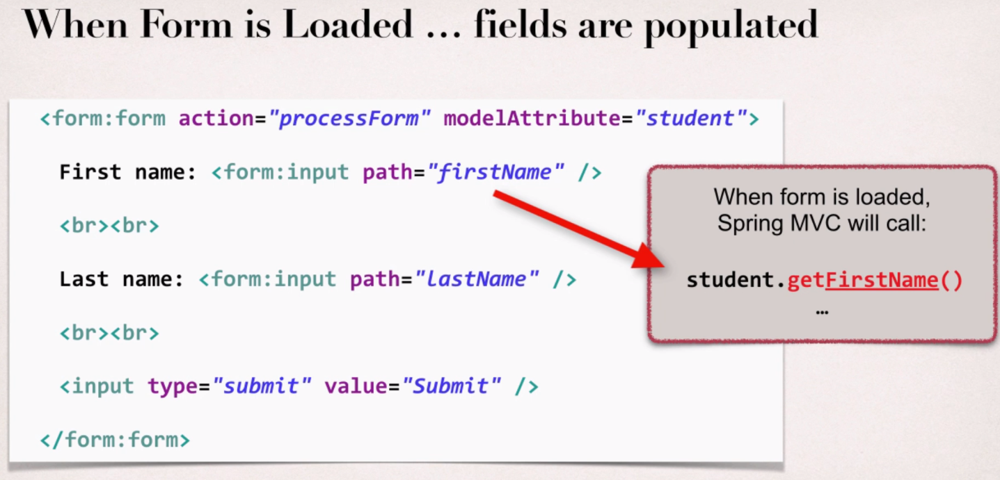 When Form is Loaded … fields are populated
<form:form action="processForm" modelAttribute="student">
First name: <form:input path="firstName" />
<br><br>
Last name: <form:input path="lastName" />
<br><br>
<input type="submit" value="Submit" />
</form:form>
When form is loaded,
Spring MVC will call:
student.getFirstName()
…